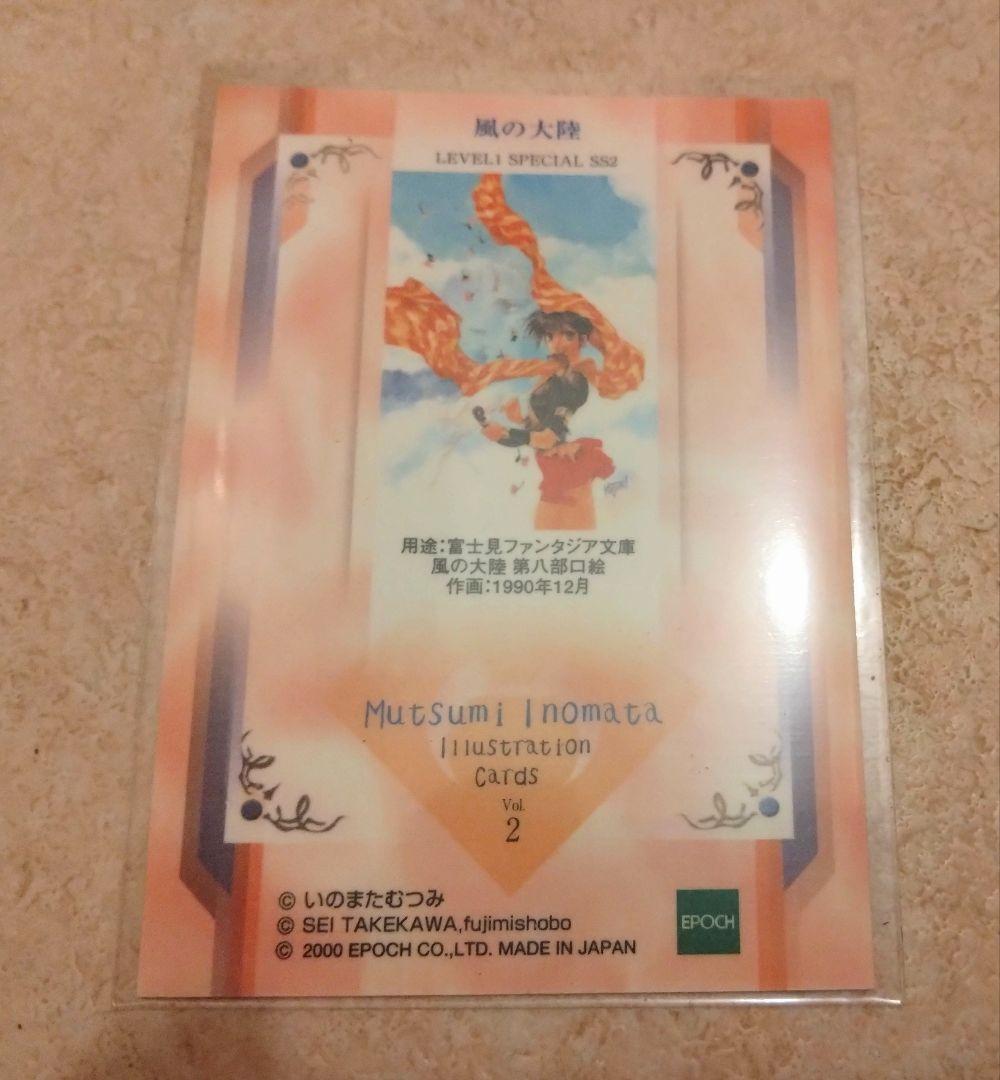 風の大陸
LEVEL1 SPECIAL SS2
用途:富士見ファンタジア文庫
風の大陸 第八部口絵
作画:1990年12月
Mutsumi Inomata
Illustration
Cards
Vol.
2
© いのまたむつみ
© SEI TAKEKAWA,fujimishobo
© 2000 EPOCH CO.,LTD. MADE IN JAPAN
EPOCH